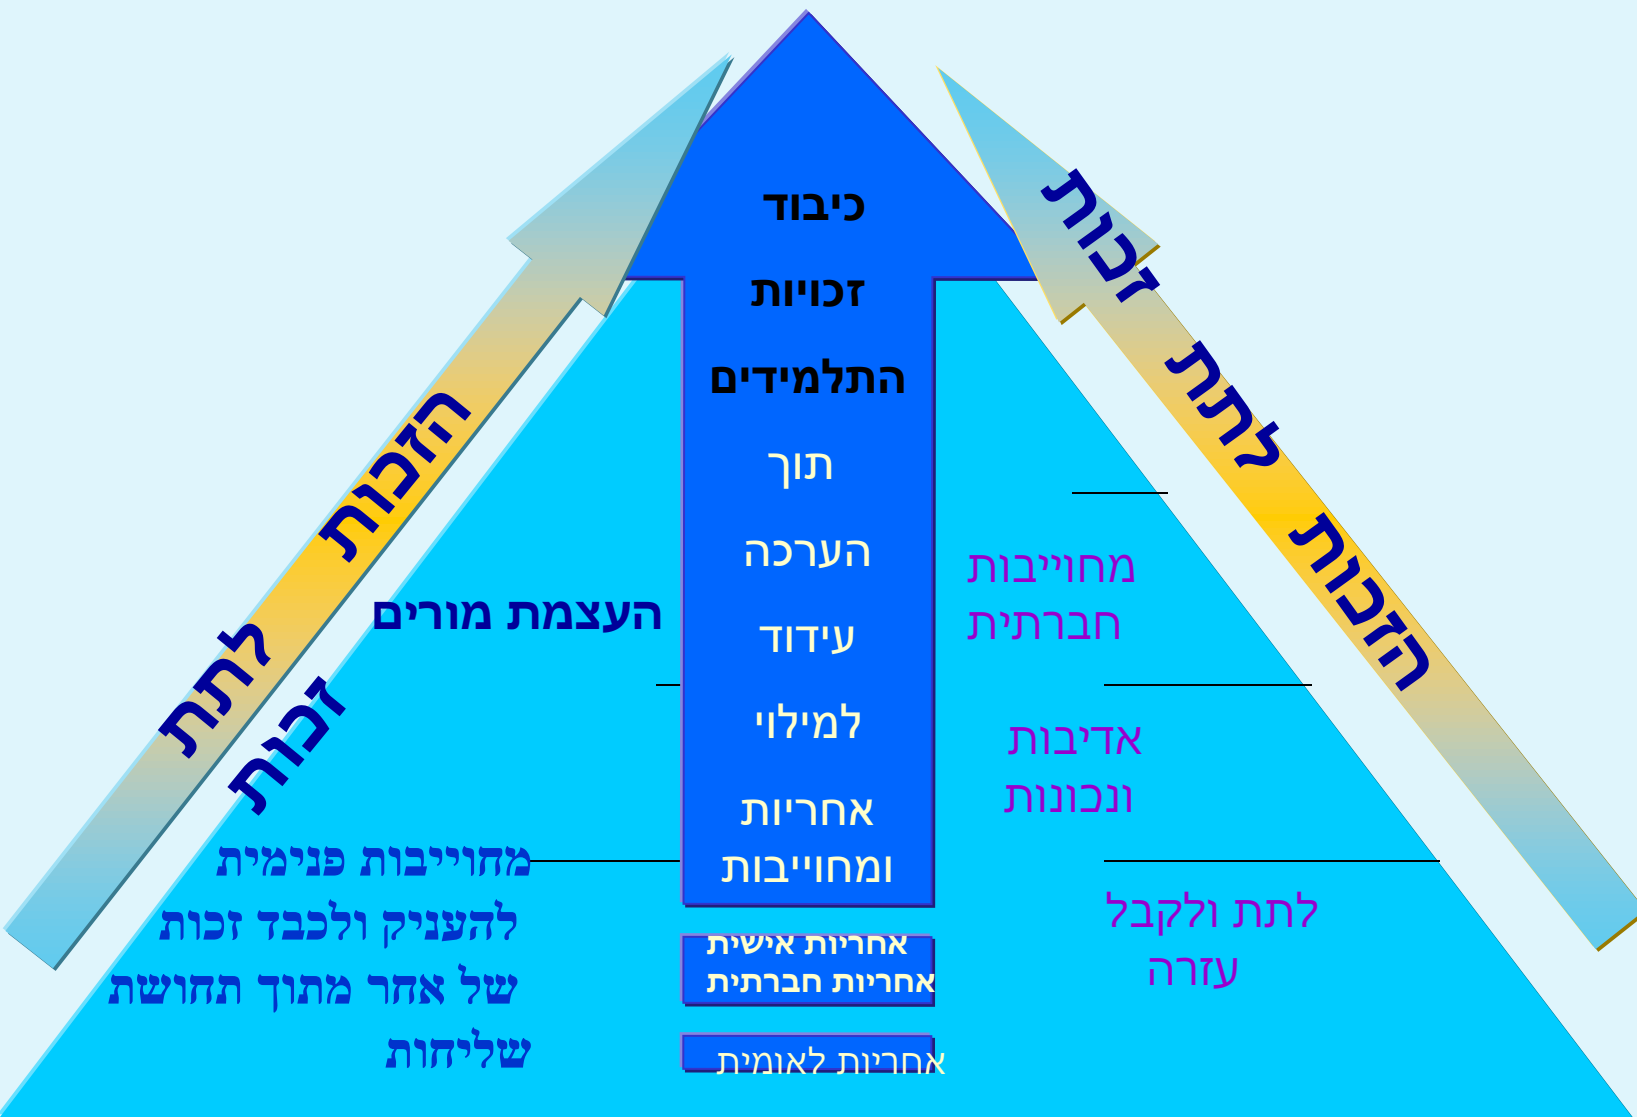 כיבוד
זכויות
התלמידים
תוך
הערכה
עידוד
למילוי
אחריות
ומחוייבות
אחריות אישית
אחריות חברתית
אחריות לאומית
הזכות לתת זכות
מחוייבות
חברתית
אדיבות
ונכונות
לתת ולקבל
עזרה
הזכות לתת
זכות
העצמת מורים
מחוייבות פנימית
להעניק ולכבד זכות
של אחר מתוך תחושת
שליחות